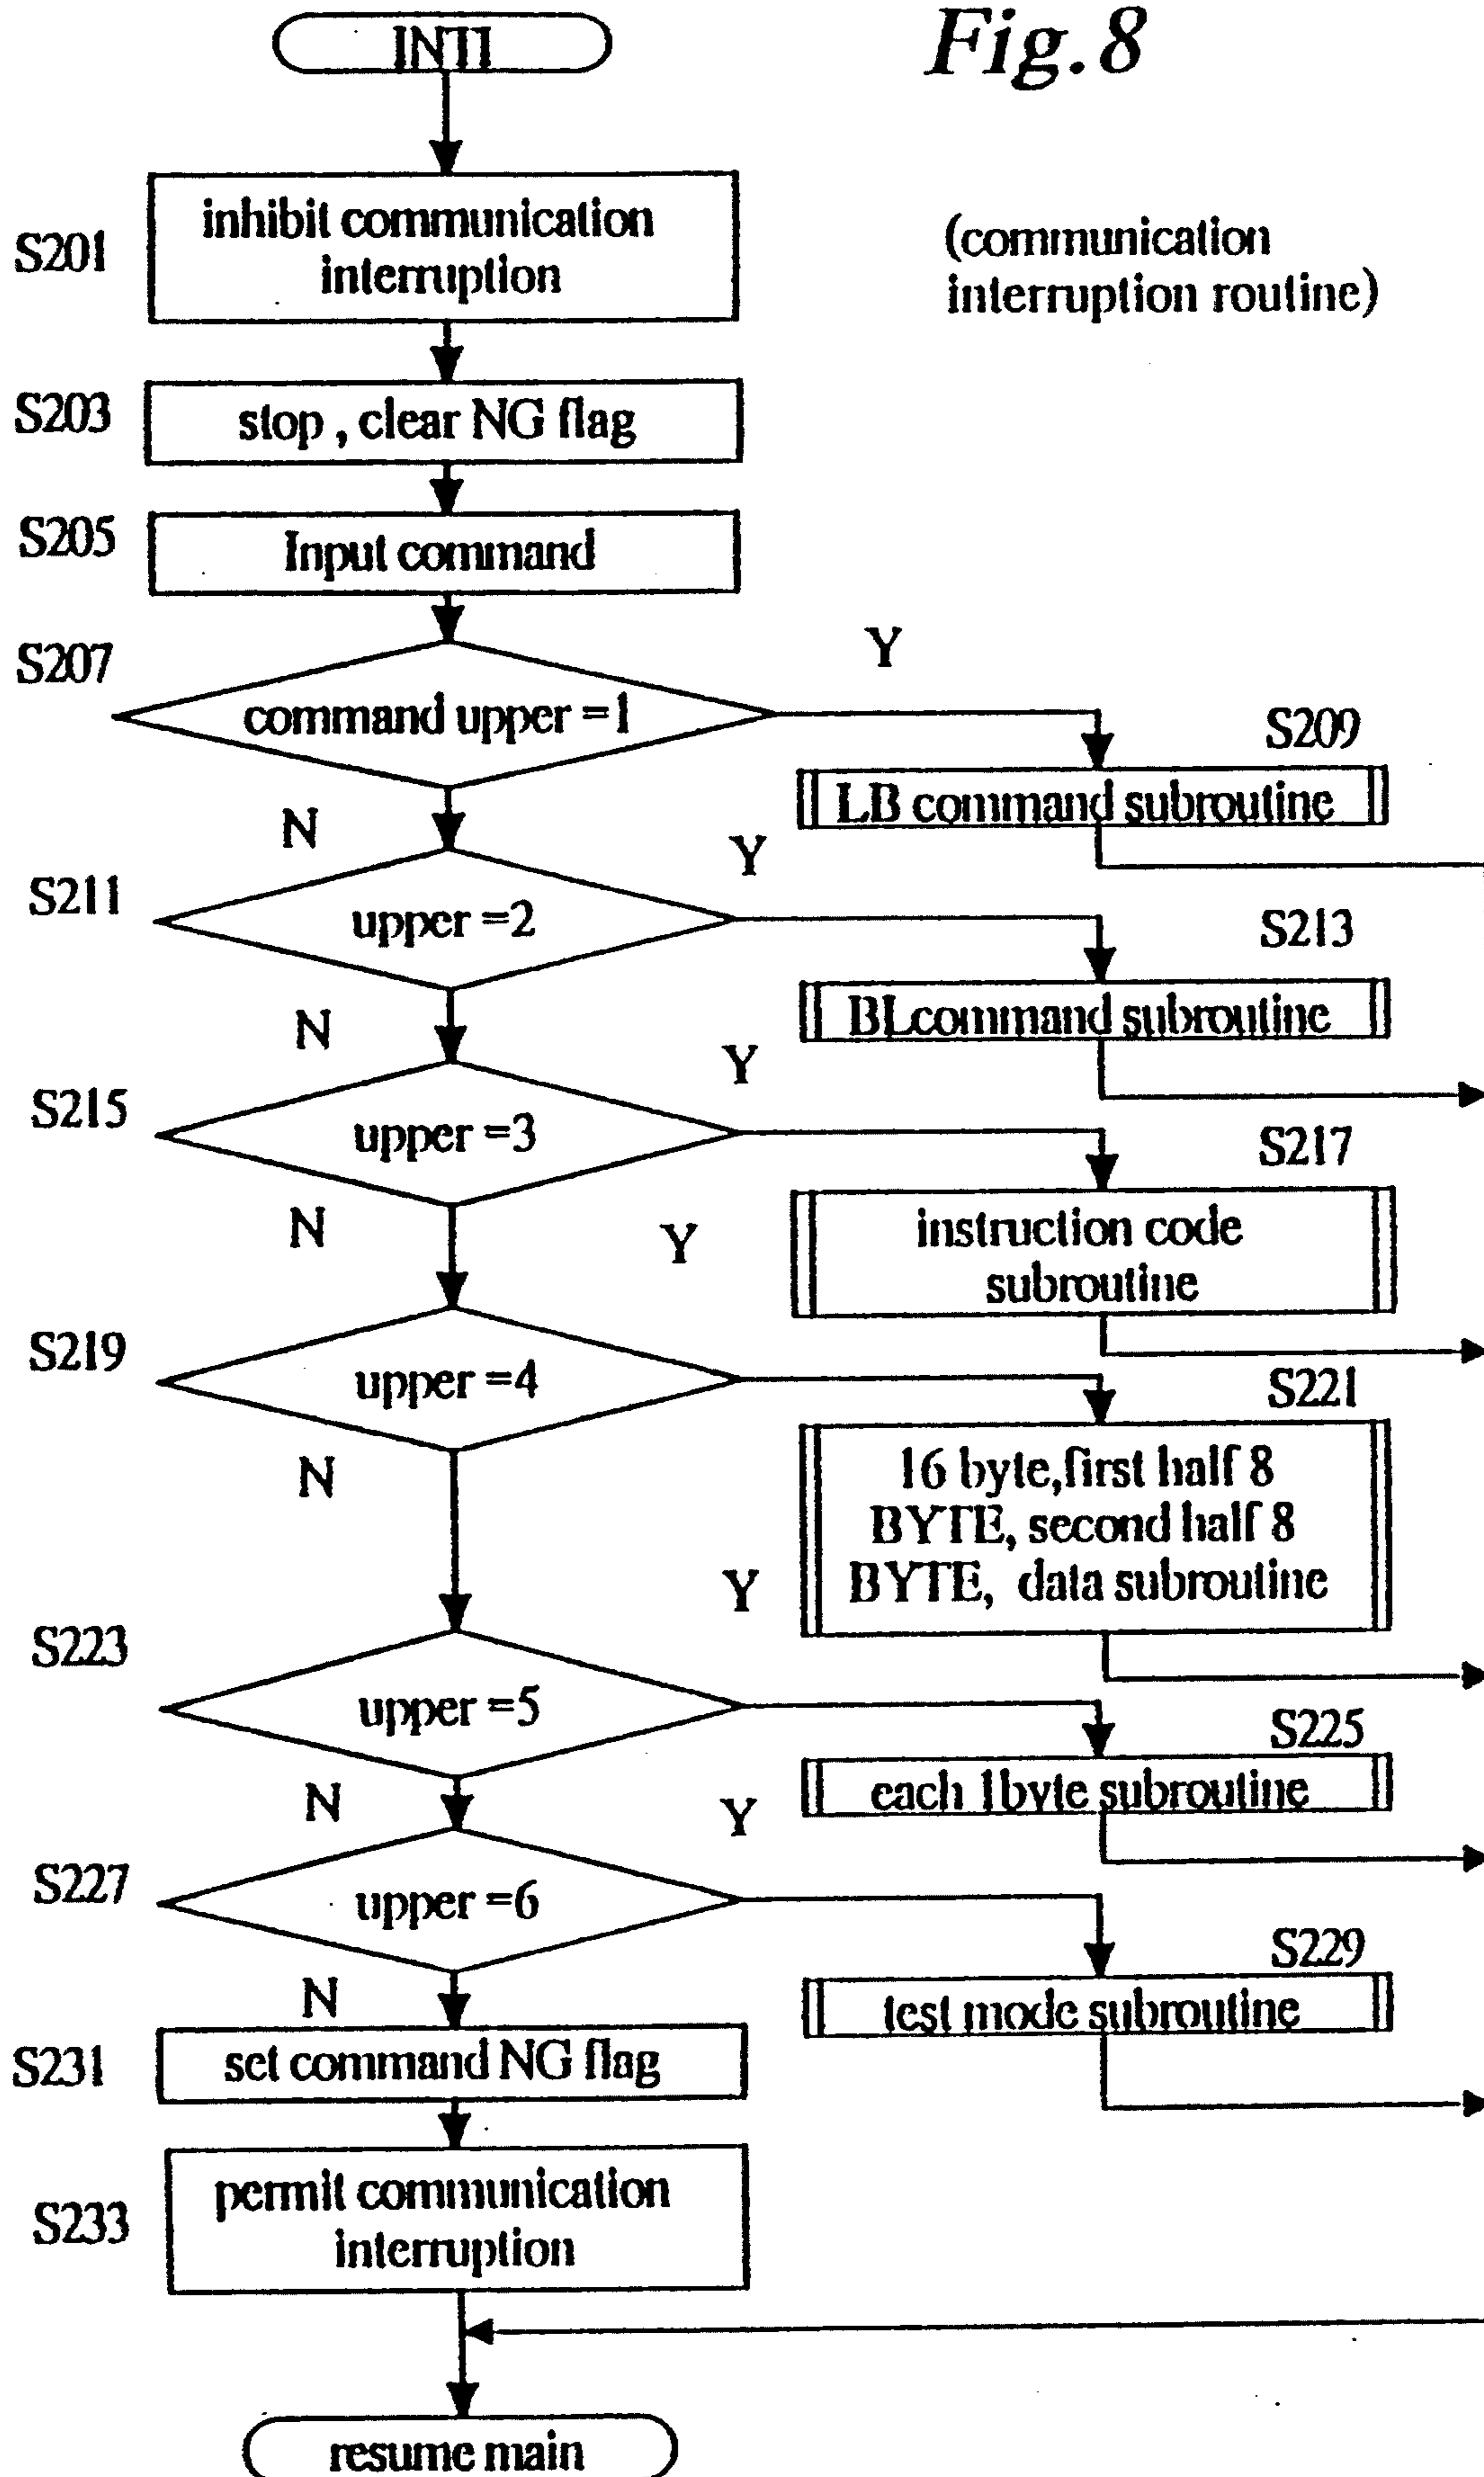 Fig. 8
INTI
(communication
interruption routine)
S201
inhibit communication
interruption
S203
stop , clear NG flag
S205
Input command
S207
command upper =1
Y
N
S209
LB command subroutine
S211
upper =2
Y
N
S213
BLcommand subroutine
S215
upper =3
Y
N
S217
instruction code
subroutine
S219
upper =4
Y
N
S221
16 byte,first half 8
BYTE, second half 8
BYTE, data subroutine
S223
upper =5
Y
N
S225
each 1byte subroutine
S227
upper =6
Y
N
S229
test mode subroutine
S231
set command NG flag
S233
permit communication
interruption
resume main